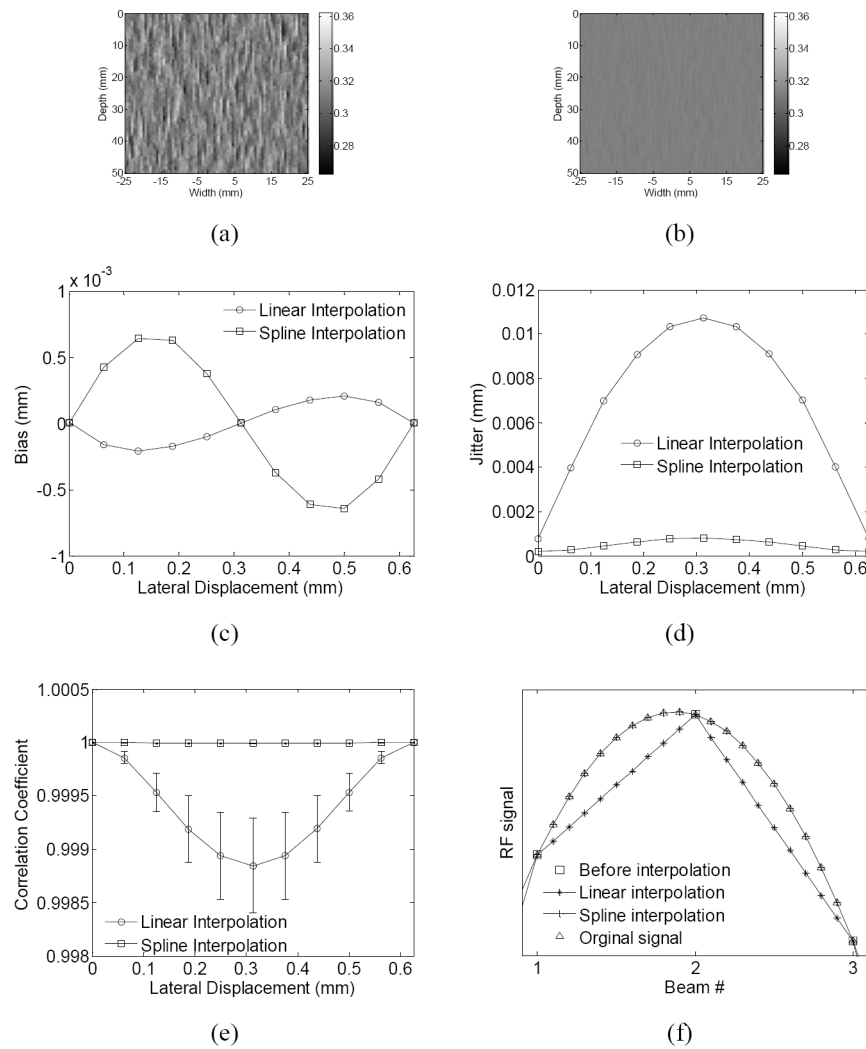 0
10
20
30
40
50
Depth (mm)
-25
-15
-5
5
15
25
Width (mm)
0.36
0.34
0.32
0.3
0.28
(a)
0
10
20
30
40
50
Depth (mm)
-25
-15
-5
5
15
25
Width (mm)
0.36
0.34
0.32
0.3
0.28
(b)
1 x 10-3
0.5
0
-0.5
-1
Bias (mm)
Linear Interpolation
Spline Interpolation
0
0.1
0.2
0.3
0.4
0.5
0.6
Lateral Displacement (mm)
(c)
0.012
0.01
0.008
0.006
0.004
0.002
0
Jitter (mm)
Linear Interpolation
Spline Interpolation
0
0.1
0.2
0.3
0.4
0.5
0.6
Lateral Displacement (mm)
(d)
1.0005
1
0.9995
0.999
0.9985
0.998
Correlation Coefficient
Linear Interpolation
Spline Interpolation
0
0.1
0.2
0.3
0.4
0.5
0.6
Lateral Displacement (mm)
(e)
RF signal
Before interpolation
Linear interpolation
Spline interpolation
Orginal signal
1
2
3
Beam #
(f)